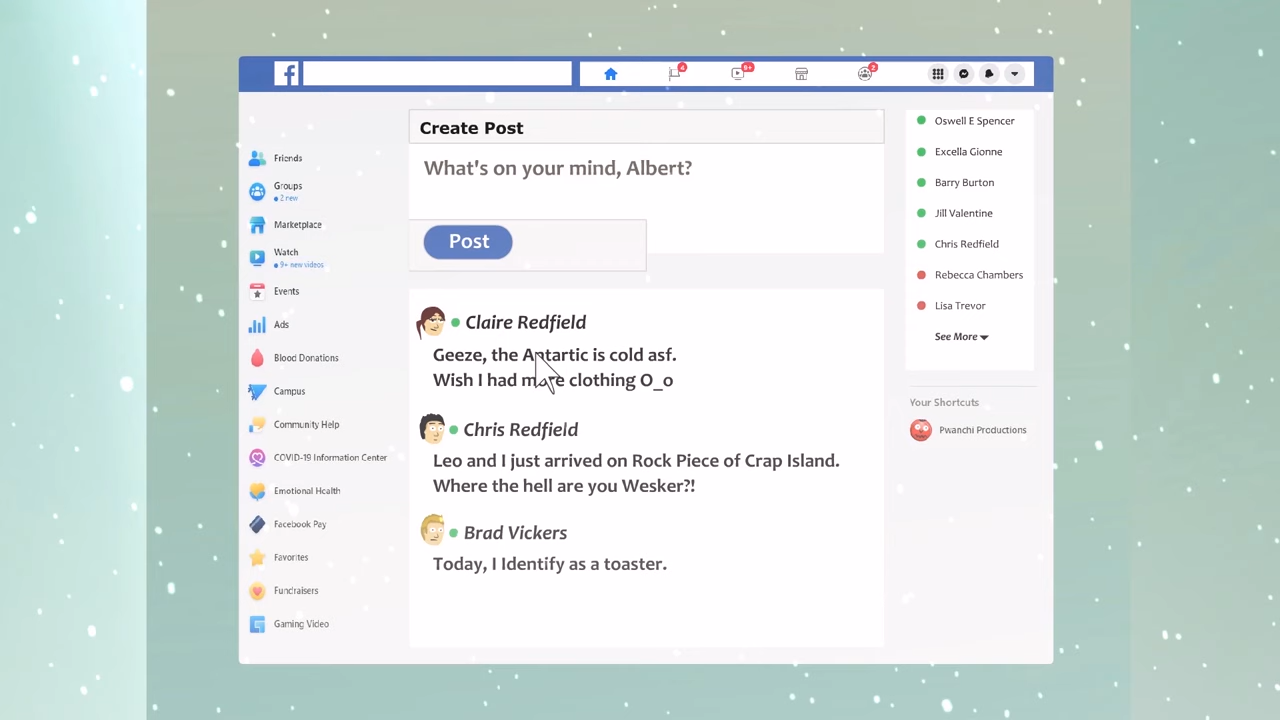 f
4
9+
2
Create Post
What's on your mind, Albert?
Post
Friends
Groups
2 new
Marketplace
Watch
9+ new videos
Events
Ads
Blood Donations
Campus
Community Help
COVID-19 Information Center
Emotional Health
Facebook Pay
Favorites
Fundraisers
Gaming Video
Claire Redfield
Geeze, the Antartic is cold asf.
Wish I had more clothing O_o
Chris Redfield
Leo and I just arrived on Rock Piece of Crap Island.
Where the hell are you Wesker?!
Brad Vickers
Today, I Identify as a toaster.
Oswell E Spencer
Excella Gionne
Barry Burton
Jill Valentine
Chris Redfield
Rebecca Chambers
Lisa Trevor
See More
Your Shortcuts
Pwanchi Productions